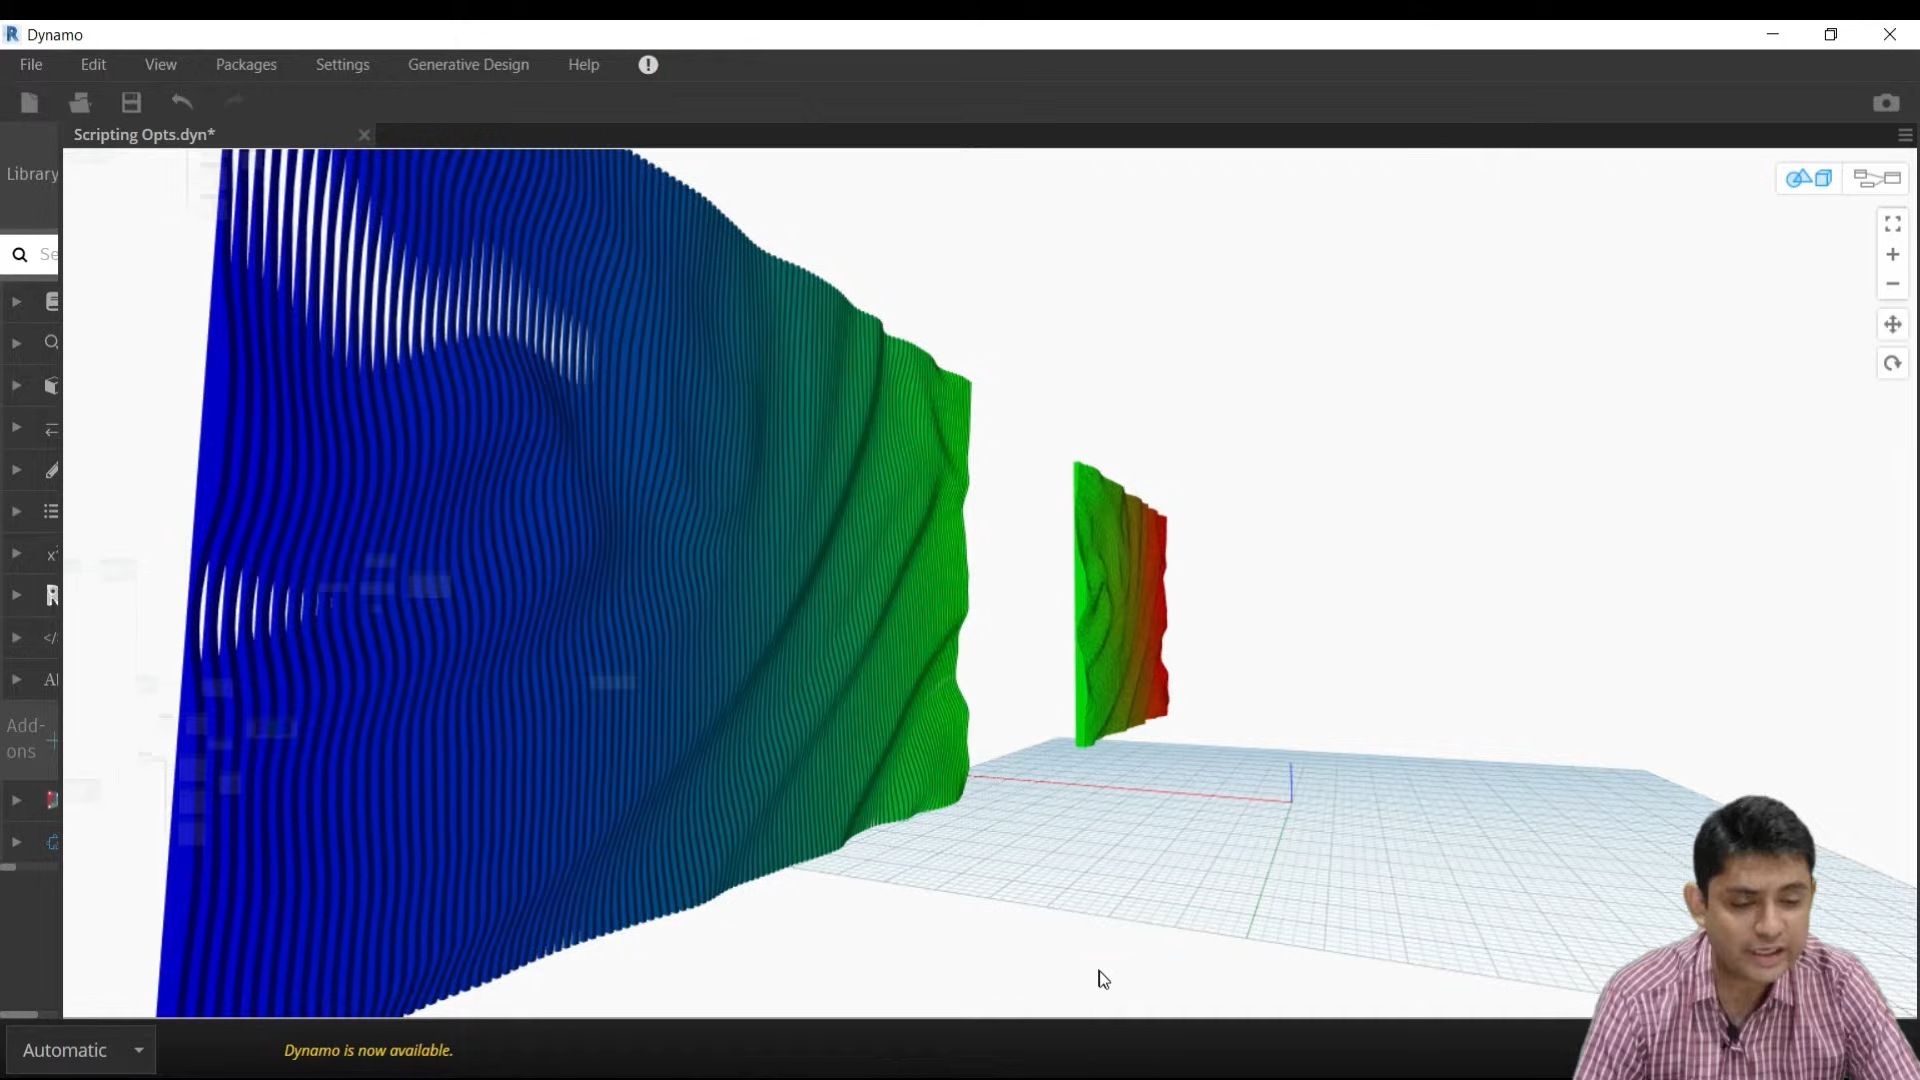 Dynamo
File Edit View Packages Settings Generative Design Help
Scripting Opts.dyn*
Library
Se
Add-
ons
Automatic
Dynamo is now available.